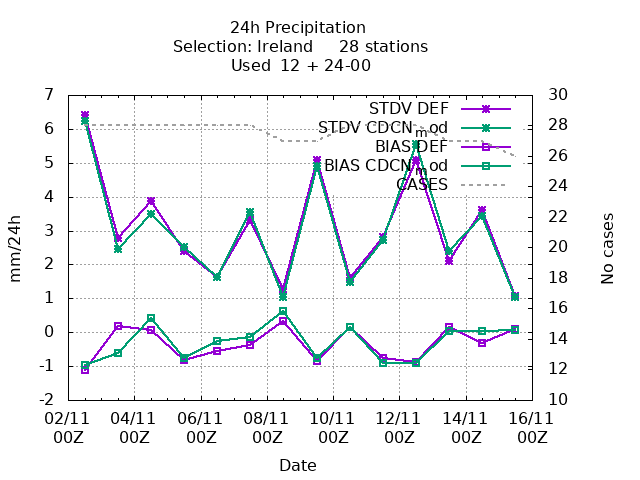 24h Precipitation
Selection: Ireland 28 stations
Used 12 + 24-00
7
6
5
4
3
2
1
0
-1
-2
mm/24h
30
28
26
24
22
20
18
16
14
12
10
No cases
STDV DEF
STDV CDCN_mod
BIAS DEF
BIAS CDCN_mod
CASES
02/11 04/11 06/11 08/11 10/11 12/11 14/11 16/11
00Z 00Z 00Z 00Z 00Z 00Z 00Z 00Z
Date